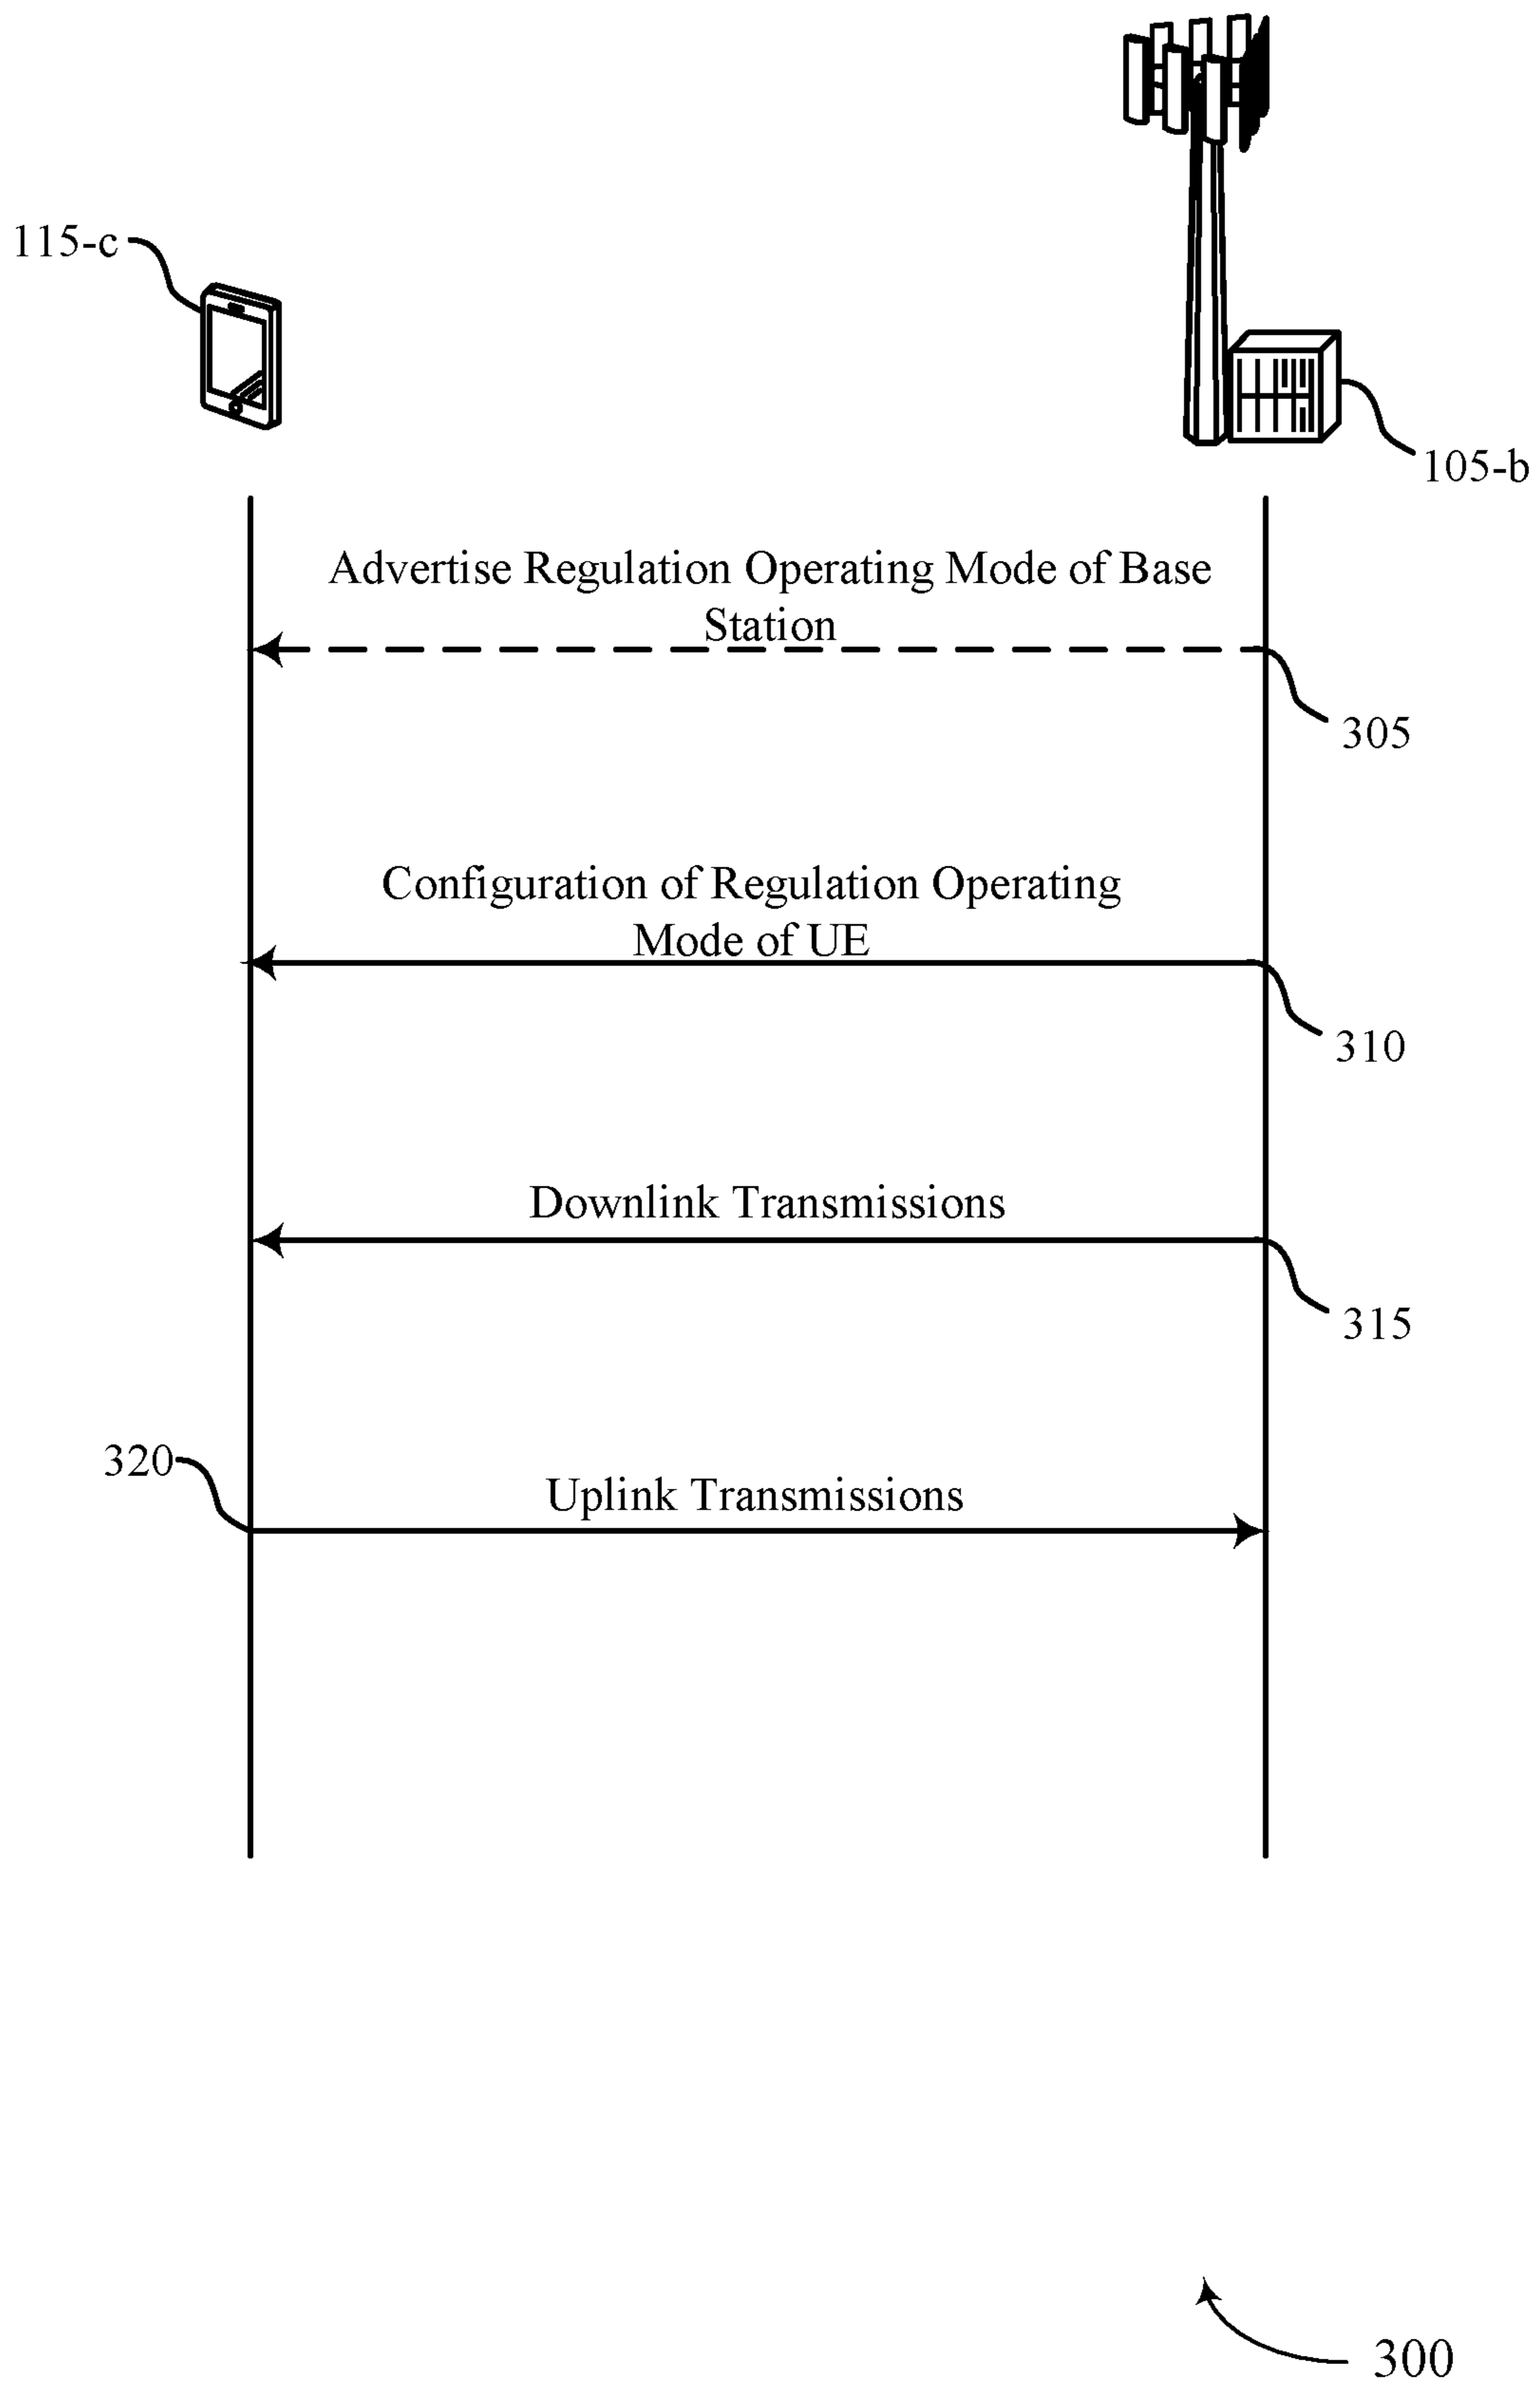 115-c
105-b
Advertise Regulation Operating Mode of Base
Station
305
Configuration of Regulation Operating
Mode of UE
310
Downlink Transmissions
315
320
Uplink Transmissions
300